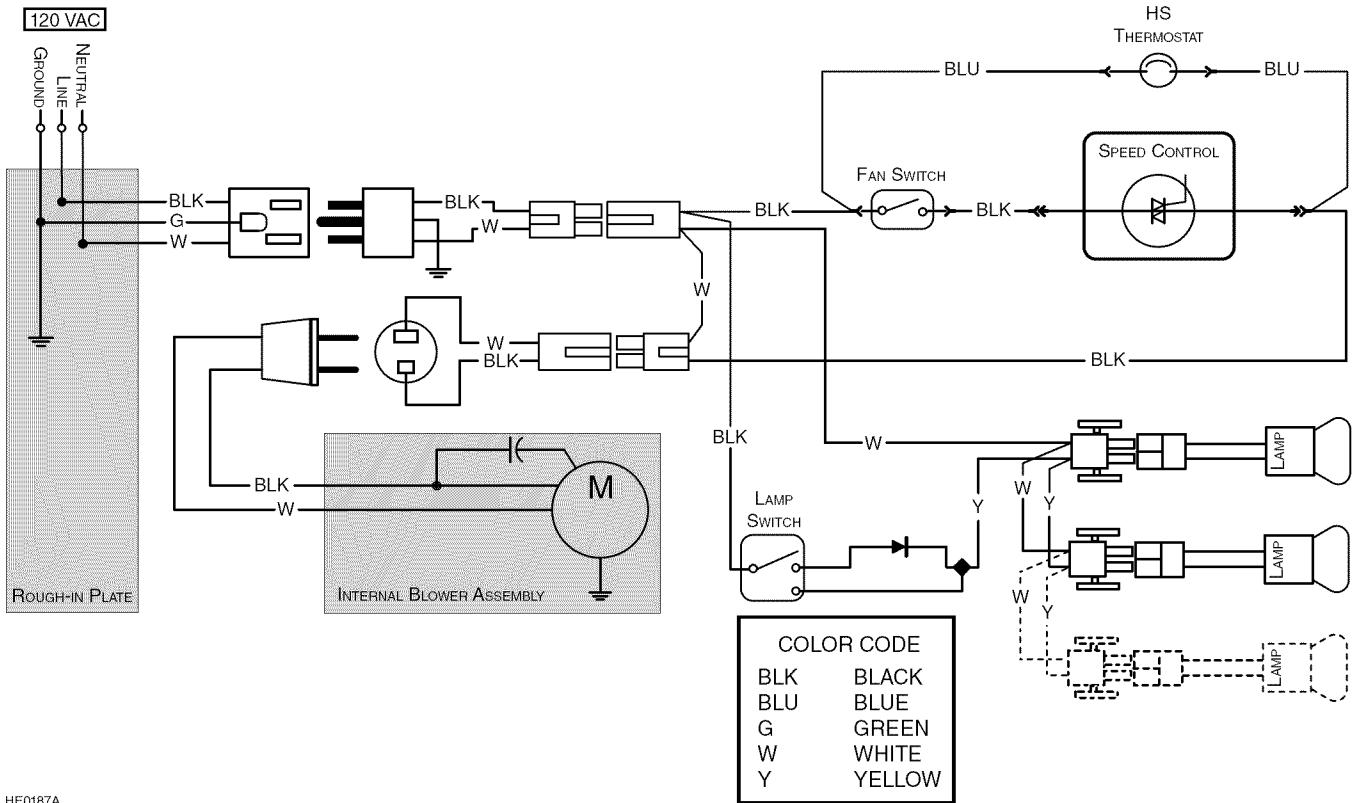 120 VAC
GROUND
LINE
NEUTRAL
HS
THERMOSTAT
BLU
BLU
SPEED CONTROL
FAN SWITCH
BLK
G
W
BLK
W
BLK
BLK
W
W
BLK
BLK
BLK
W
LAMP
W
Y
Y
LAMP
SWITCH
LAMP
W
Y
LAMP
BLK
W
M
ROUGH-IN PLATE
INTERNAL BLOWER ASSEMBLY
COLOR CODE
BLK BLACK
BLU BLUE
G GREEN
W WHITE
Y YELLOW
HE0187A